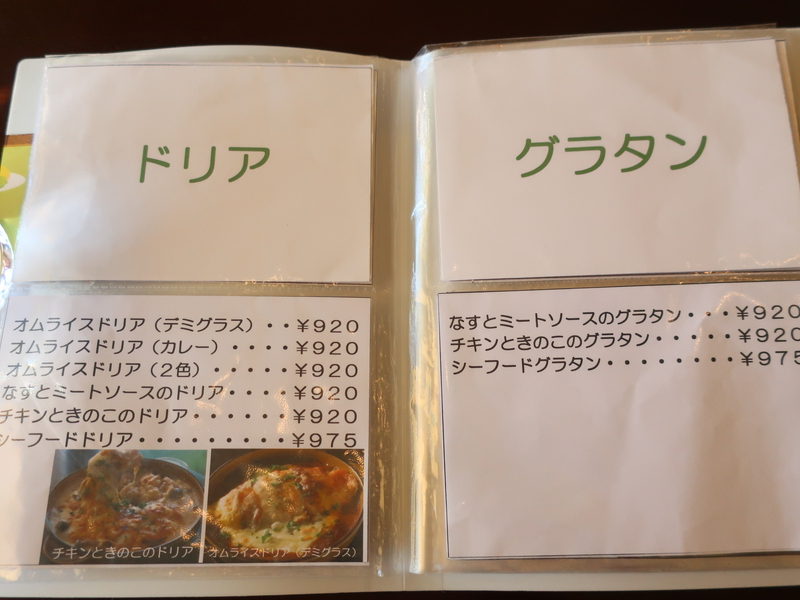 ドリア
オムライスドリア（デミグラス）・・￥９２０
オムライスドリア（カレー）・・・・￥９２０
オムライスドリア（２色）・・・・・￥９２０
なすとミートソースのドリア・・・￥９２０
チキンときのこのドリア・・・・・・￥９２０
シーフードドリア・・・・・・・・・￥９７５
チキンときのこのドリア
オムライスドリア（デミグラス）
グラタン
なすとミートソースのグラタン・・・￥９２０
チキンときのこのグラタン・・・・・￥９２０
シーフードグラタン・・・・・・・・￥９７５